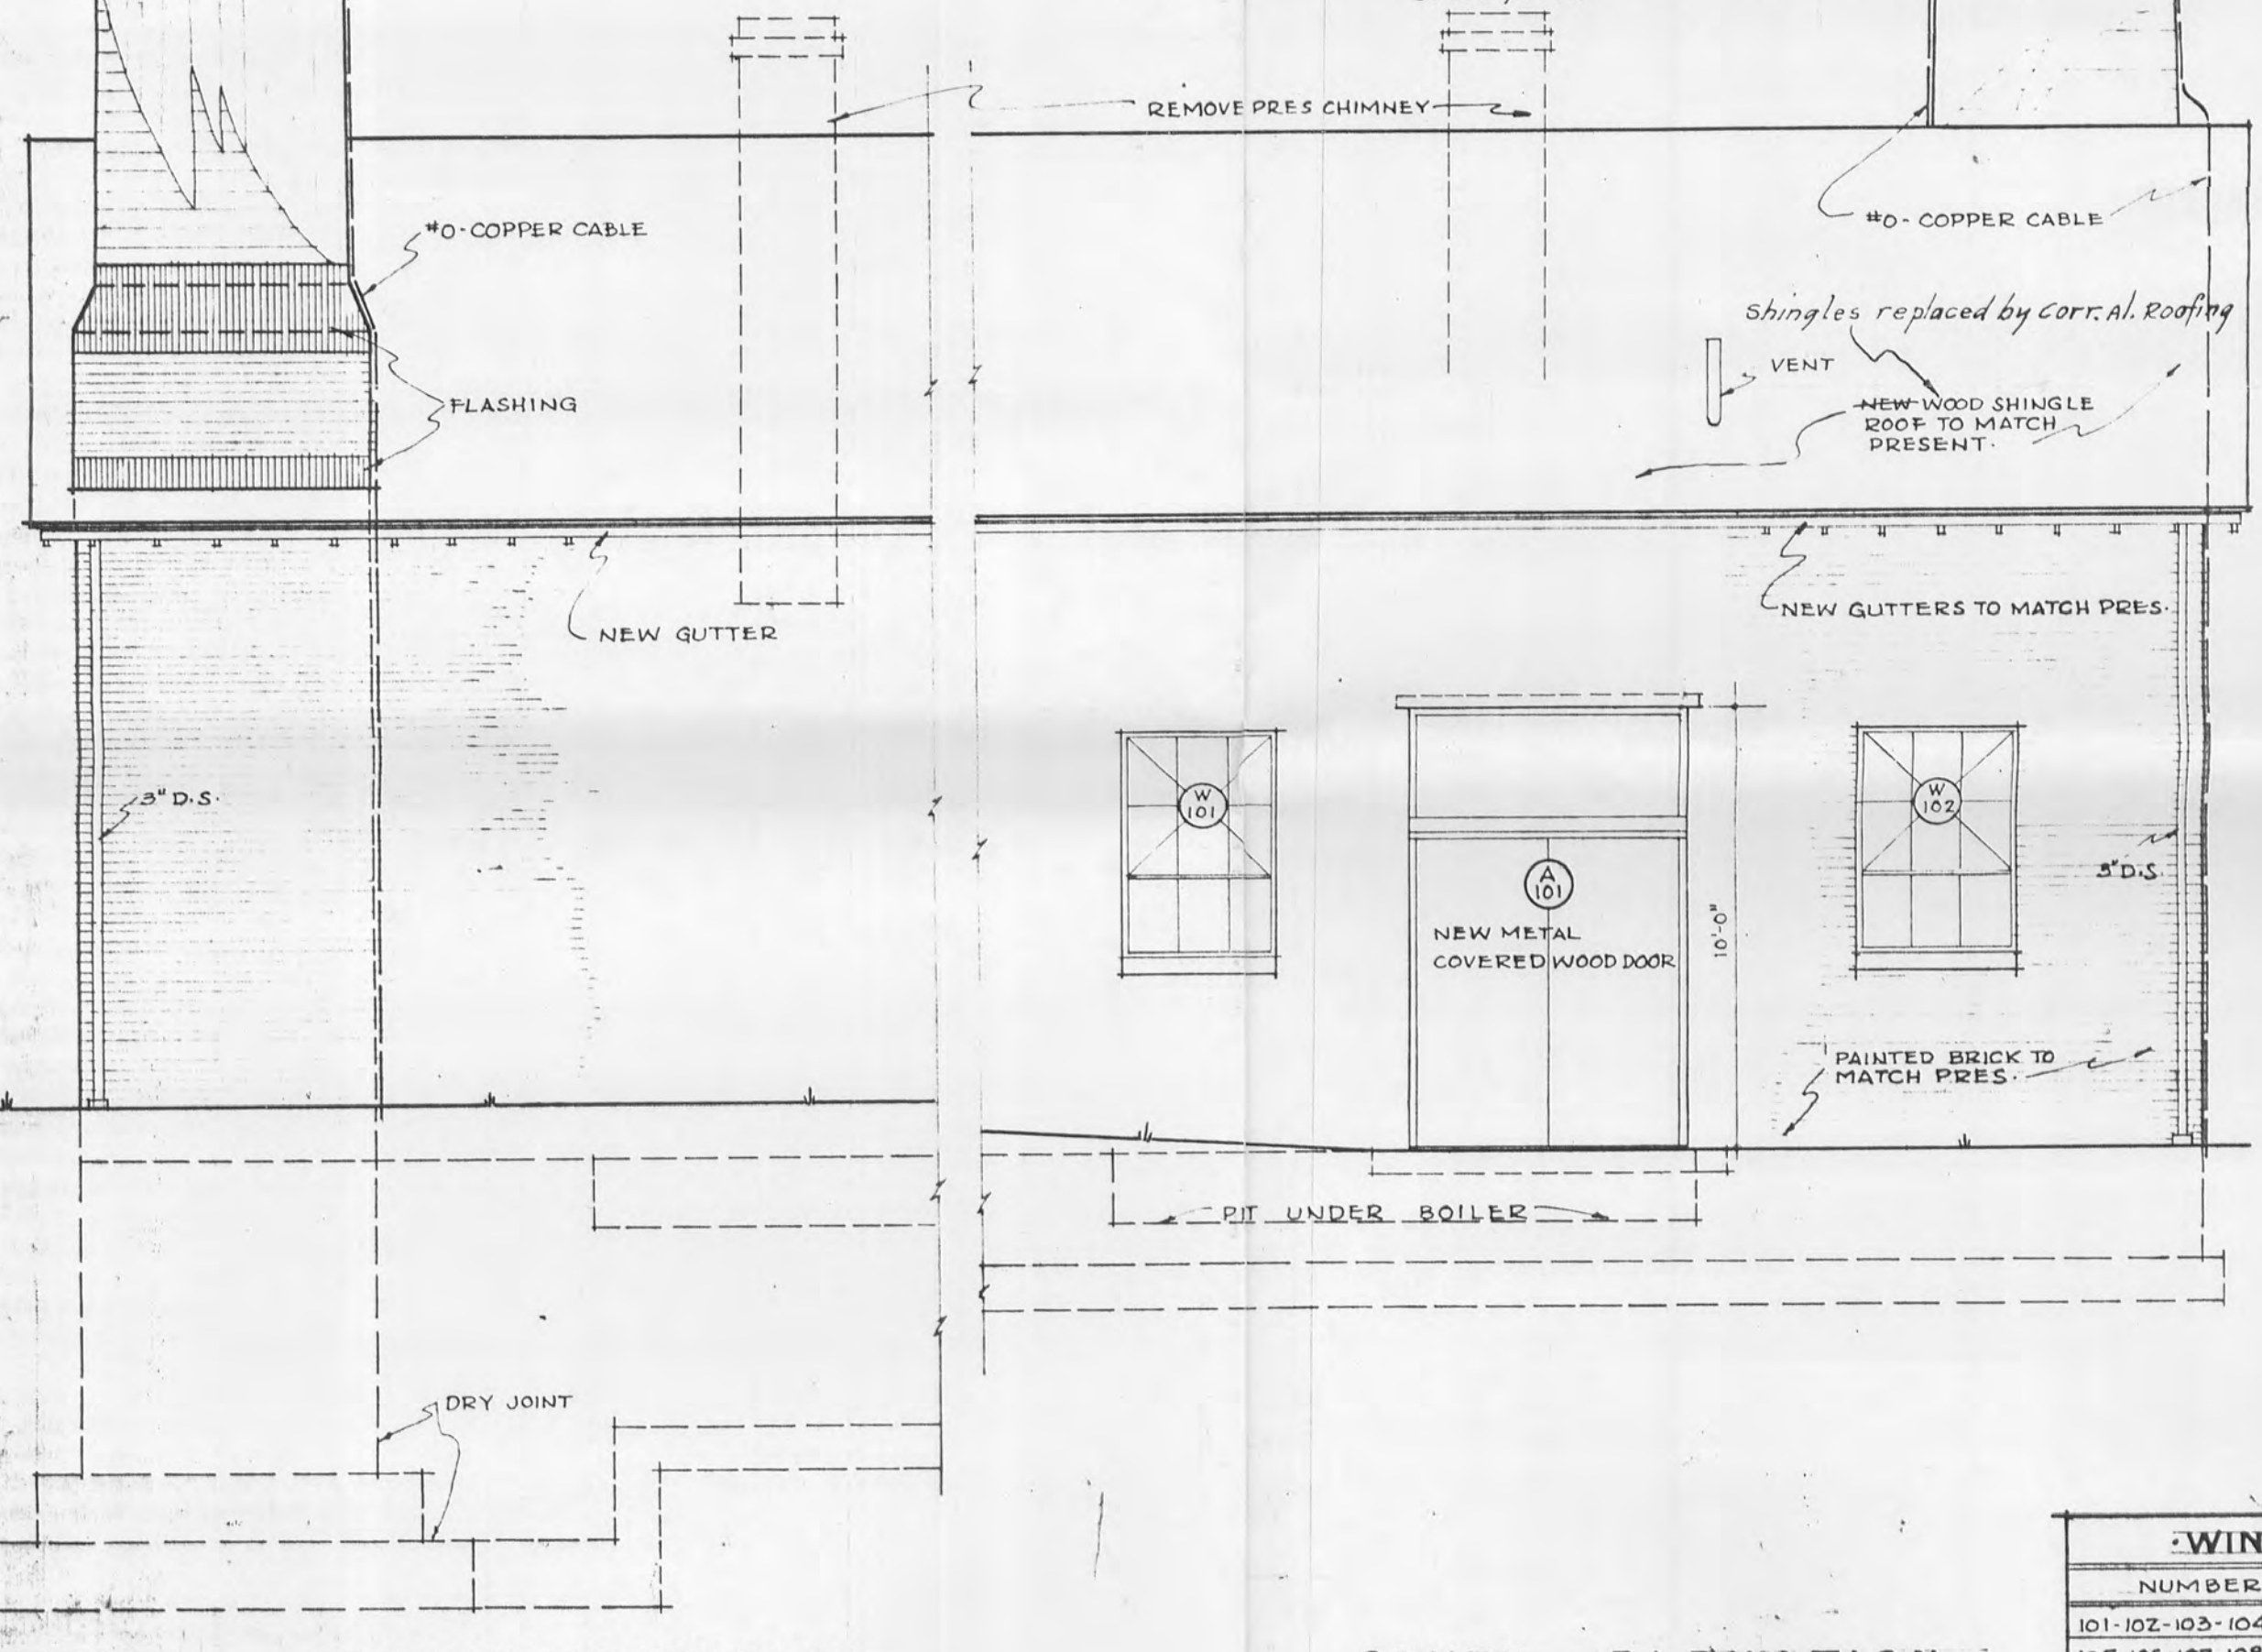 REMOVE PRES CHIMNEY
#0-COPPER CABLE
#0-COPPER CABLE
Shingles replaced by Corr. Al. Roofing
VENT
FLASHING
NEW WOOD SHINGLE
ROOF TO MATCH
PRESENT.
NEW GUTTER
NEW GUTTERS TO MATCH PRES.
3" D.S.
W
101
W
102
A
101
3" D.S.
NEW METAL
COVERED WOOD DOOR
10'-0"
PAINTED BRICK TO
MATCH PRES.
PIT UNDER BOILER
DRY JOINT
·WIN
NUMBER
101-102-103-104